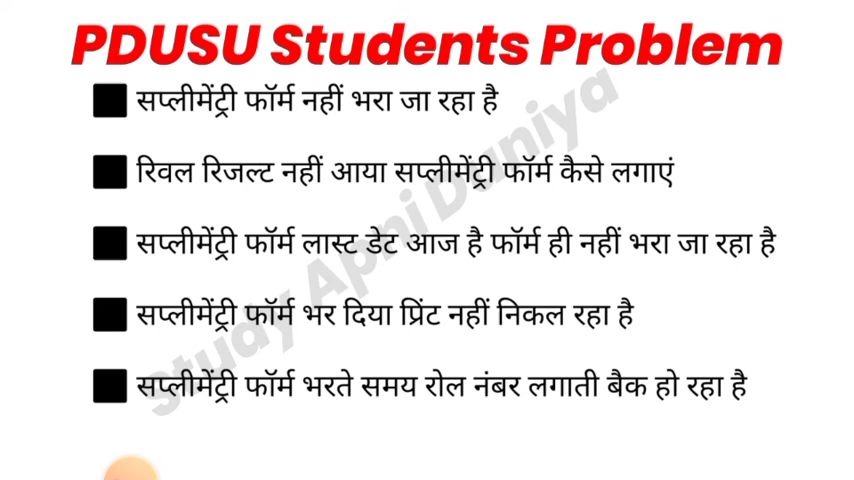 PDUSU Students Problem
सप्लीमेंट्री फॉर्म नहीं भरा जा रहा है
रिवल रिजल्ट नहीं आया सप्लीमेंट्री फॉर्म कैसे लगाएं
सप्लीमेंट्री फॉर्म लास्ट डेट आज है फॉर्म ही नहीं भरा जा रहा है
सप्लीमेंट्री फॉर्म भर दिया प्रिंट नहीं निकल रहा है
सप्लीमेंट्री फॉर्म भरते समय रोल नंबर लगाती बैक हो रहा है
Study Apni Duniya